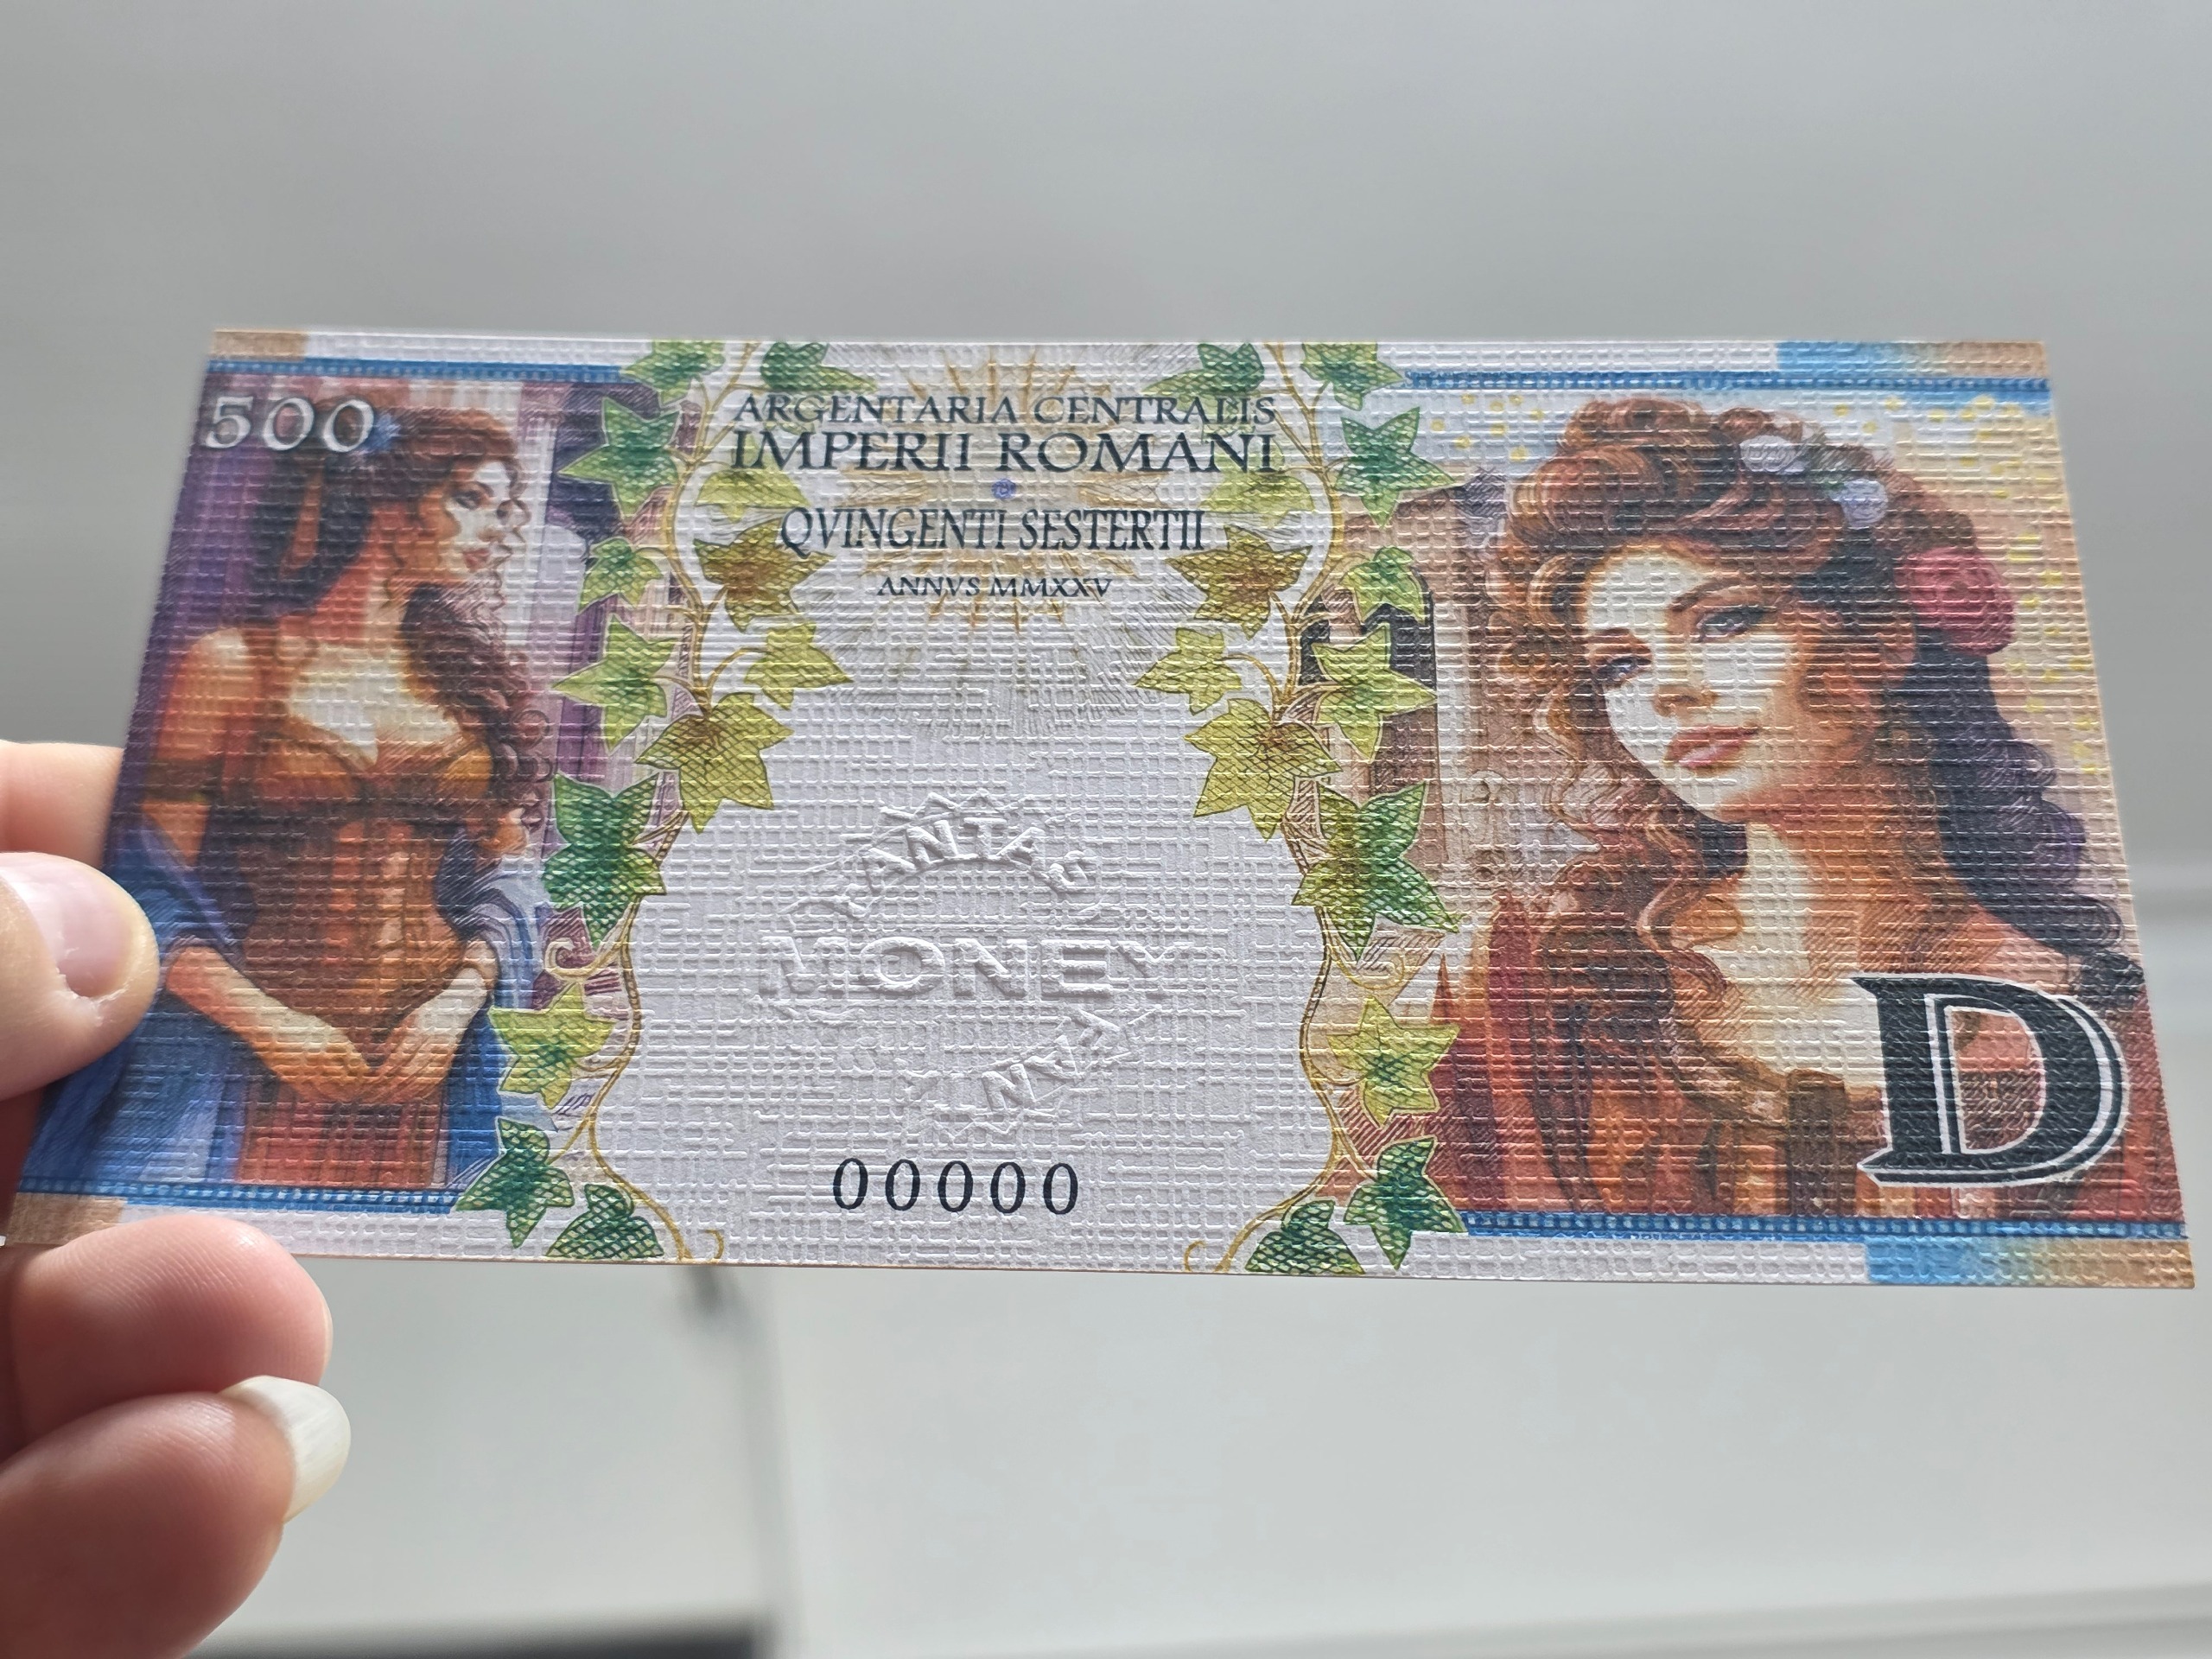 500
ARGENTARIA CENTRALIS
IMPERII ROMANI
QVINGENTI SESTERTII
ANNVS MMXXV
MONEY
00000
D